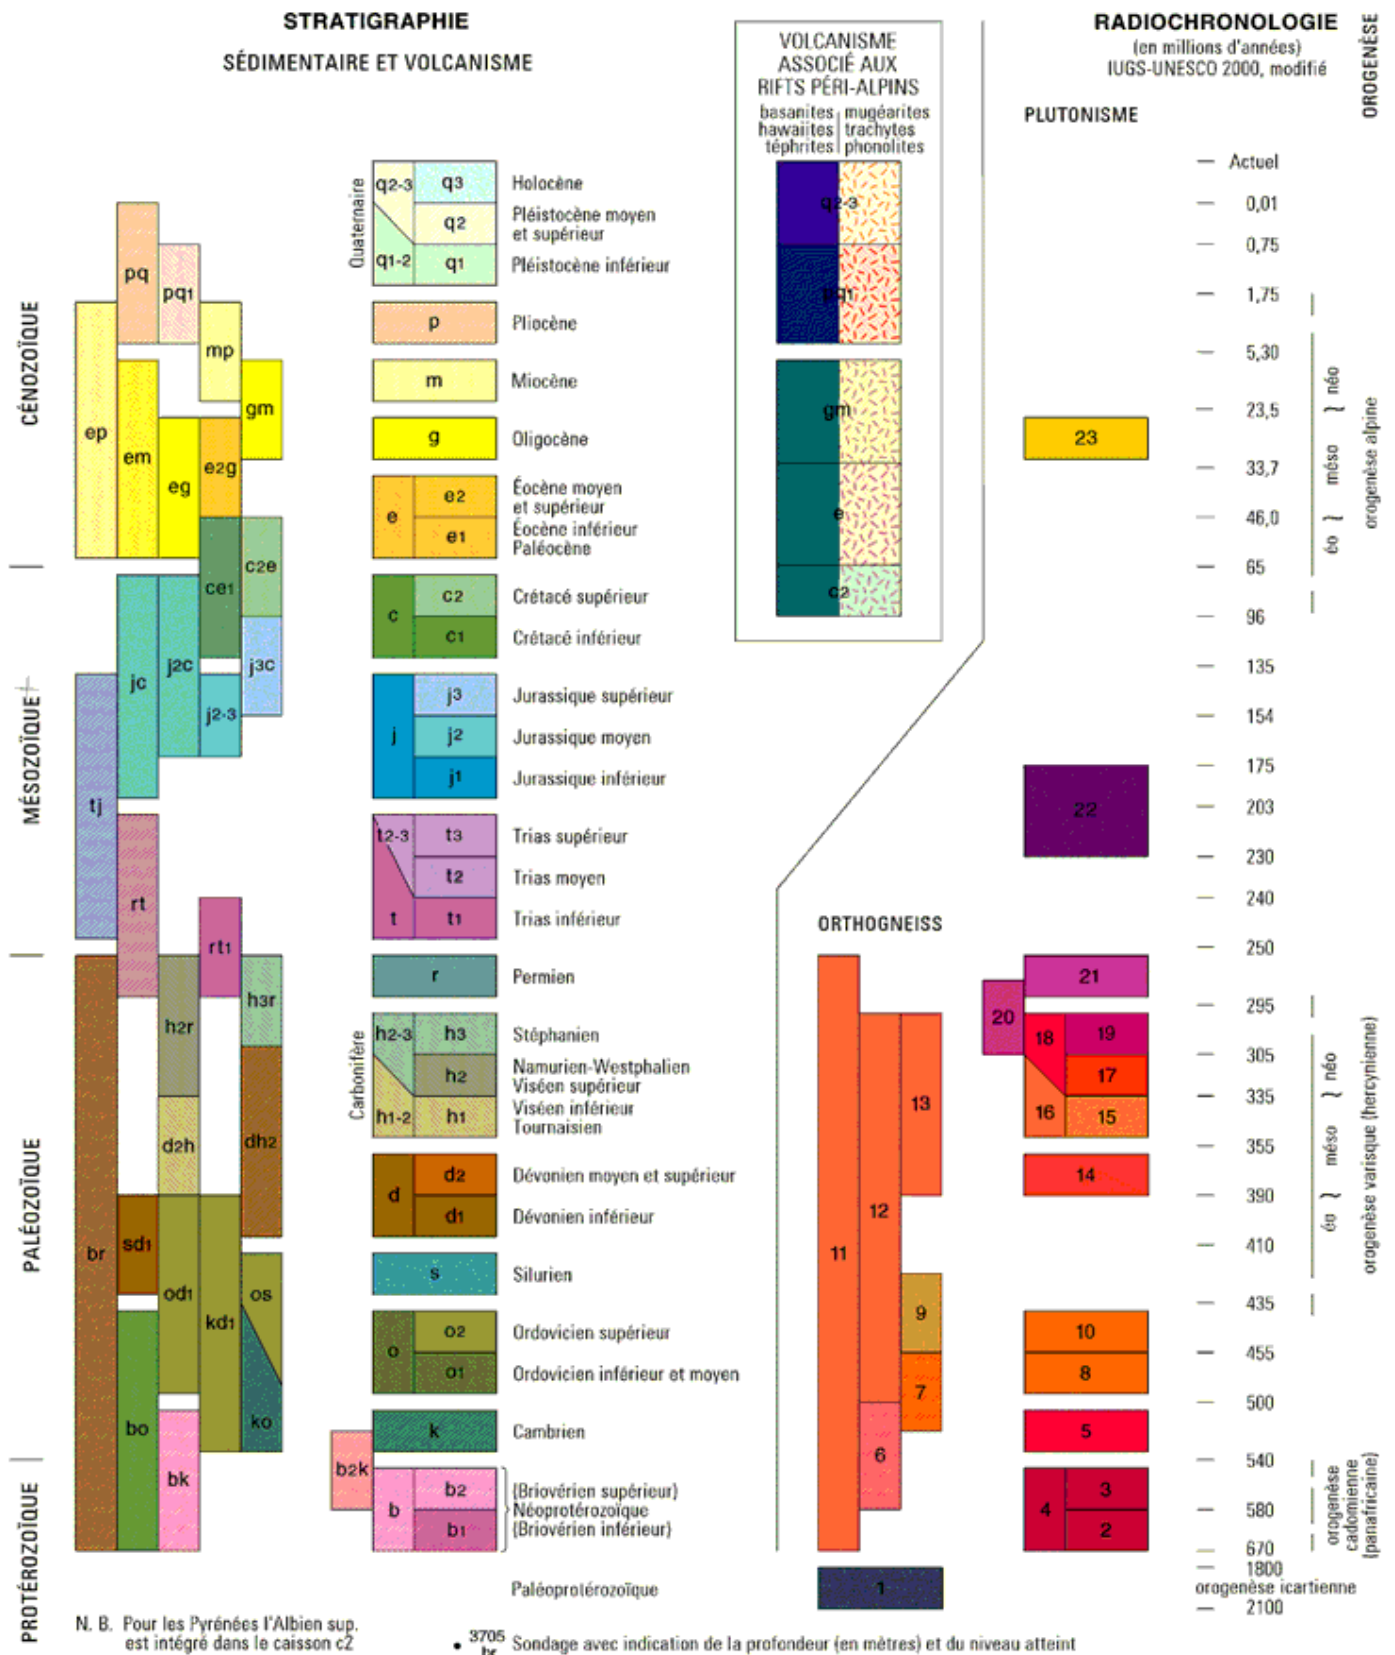 STRATIGRAPHIE
SÉDIMENTAIRE ET VOLCANISME
VOLCANISME
ASSOCIÉ AUX
RIFTS PÉRI-ALPINS
basanites mugéarites
hawaiites trachytes
téphrites phonolites
RADIOCHRONOLOGIE
(en millions d'années)
IUGS-UNESCO 2000, modifié
PLUTONISME
OROGENÈSE
CÉNOZOÏQUE
MÉSOZOÏQUE
PALÉOZOÏQUE
PROTÉROZOÏQUE
pq
pq1
mp
gm
ep
em
eg
e2g
ce1
c2e
jc
j2c
j2-3
j3c
tj
rt
rt1
h2r
h3r
d2h
dh2
br
sd1
od1
kd1
os
ko
bo
bk
b2k
Quaternaire
q2-3 q3 Holocène
q2 Pléistocène moyen
et supérieur
q1-2 q1 Pléistocène inférieur
p Pliocène
m Miocène
g Oligocène
e e2 Éocène moyen
et supérieur
e1 Éocène inférieur
Paléocène
c c2 Crétacé supérieur
c1 Crétacé inférieur
j j3 Jurassique supérieur
j2 Jurassique moyen
j1 Jurassique inférieur
t2-3 t3 Trias supérieur
t2 Trias moyen
t t1 Trias inférieur
r Permien
Carbonifère
h2-3 h3 Stéphanien
h2 Namurien-Westphalien
Viséen supérieur
h1-2 h1 Viséen inférieur
Tournaisien
d d2 Dévonien moyen et supérieur
d1 Dévonien inférieur
s Silurien
o o2 Ordovicien supérieur
o1 Ordovicien inférieur et moyen
k Cambrien
b b2 (Briovérien supérieur)
Néoprotérozoïque
b1 (Briovérien inférieur)
Paléoprotérozoïque
q2-3
pq1
gm
e
c2
ORTHOGNEISS
11
12
13
9
7
6
1
23
22
21
20
18
19
17
16
15
14
10
8
5
4
3
2
Actuel
0,01
0,75
1,75
5,30
23,5
33,7
46,0
65
96
135
154
175
203
230
240
250
295
305
335
355
390
410
435
455
500
540
580
670
1800
orogenèse icartienne
2100
éo ~ méso ~ néo
orogenèse alpine
éo ~ méso ~ néo
orogenèse varisque (hercynienne)
orogenèse
cadomienne
(panafricaine)
N. B. Pour les Pyrénées l'Albien sup.
est intégré dans le caisson c2
• 3705 Sondage avec indication de la profondeur (en mètres) et du niveau atteint
br